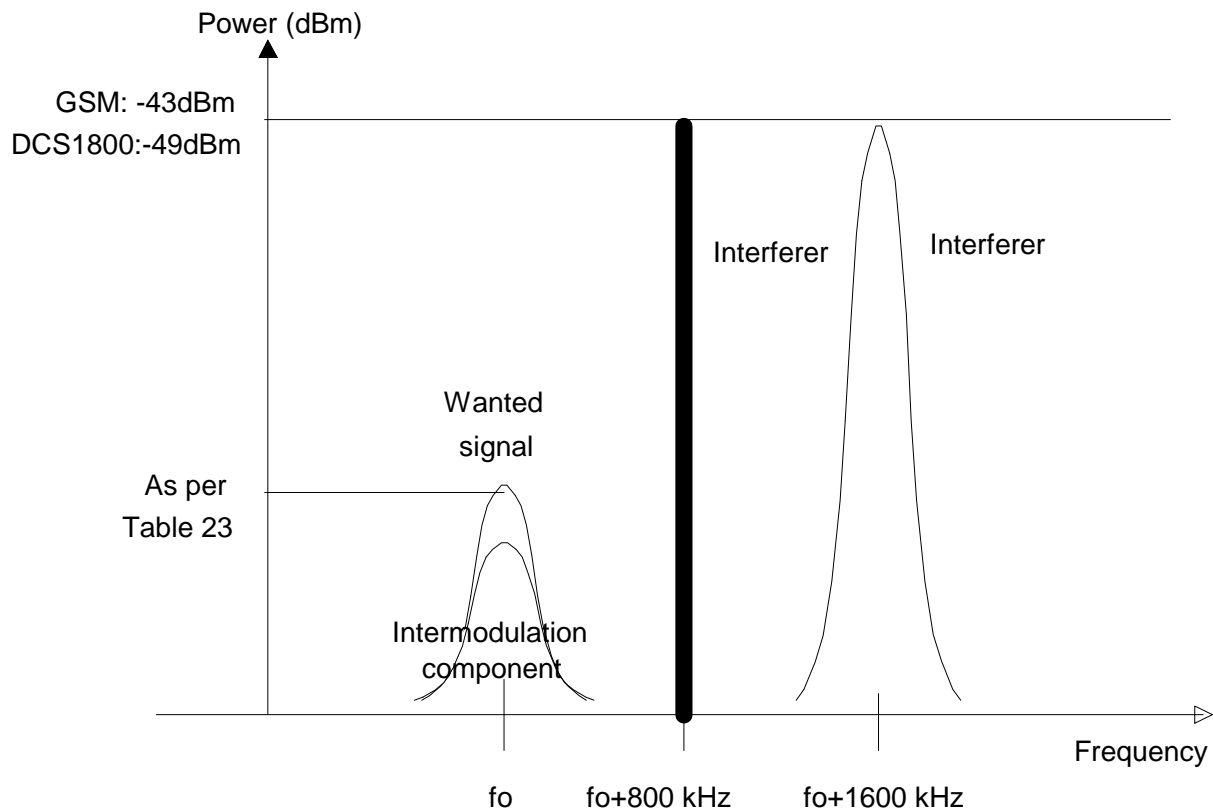 Power (dBm)
GSM: -43dBm
DCS1800:-49dBm
Interferer
Interferer
Wanted
signal
As per
Table 23
Intermodulation
component
Frequency
fo
fo+800 kHz
fo+1600 kHz